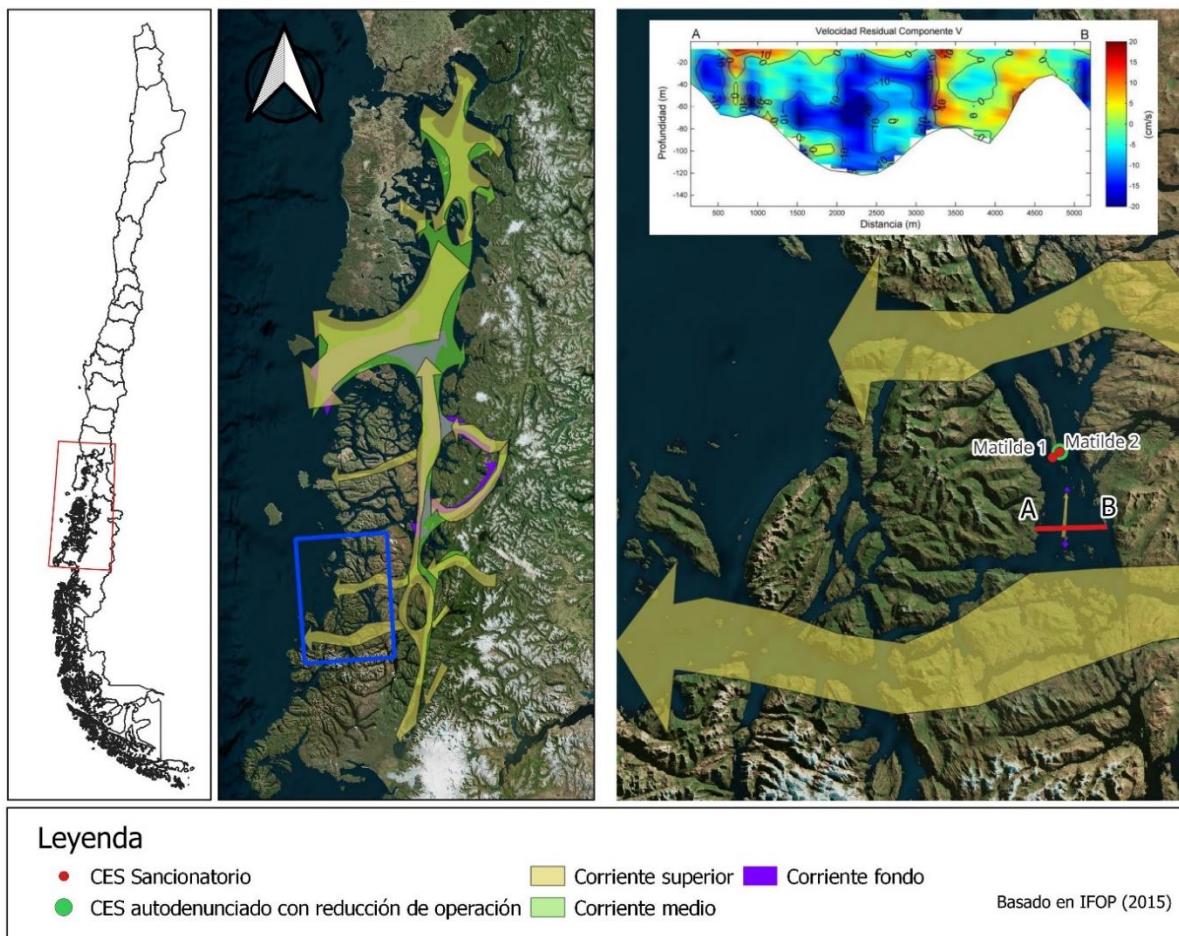 A
Velocidad Residual Componente V
B
Profundidad (m)
-20
-40
-60
-80
-100
-120
-140
500
1000
1500
2000
2500
3000
3500
4000
4500
5000
Distancia (m)
20
15
10
5
0
-5
-10
-15
-20
(cm/s)
Matilde 1
Matilde 2
A
B
Leyenda
CES Sancionatorio
CES autodenunciado con reducción de operación
Corriente superior
Corriente medio
Corriente fondo
Basado en IFOP (2015)